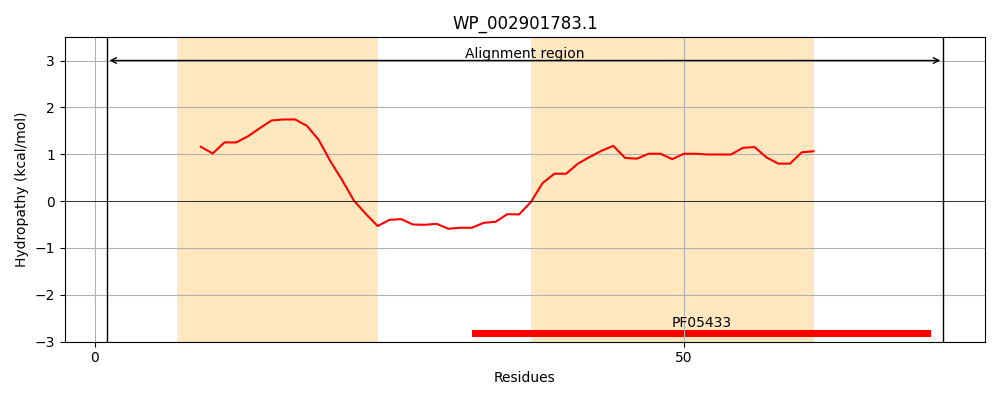 WP_002901783.1
Alignment region
3
2
1
0
−1
−2
−3
Hydropathy (kcal/mol)
PF05433
0
50
Residues